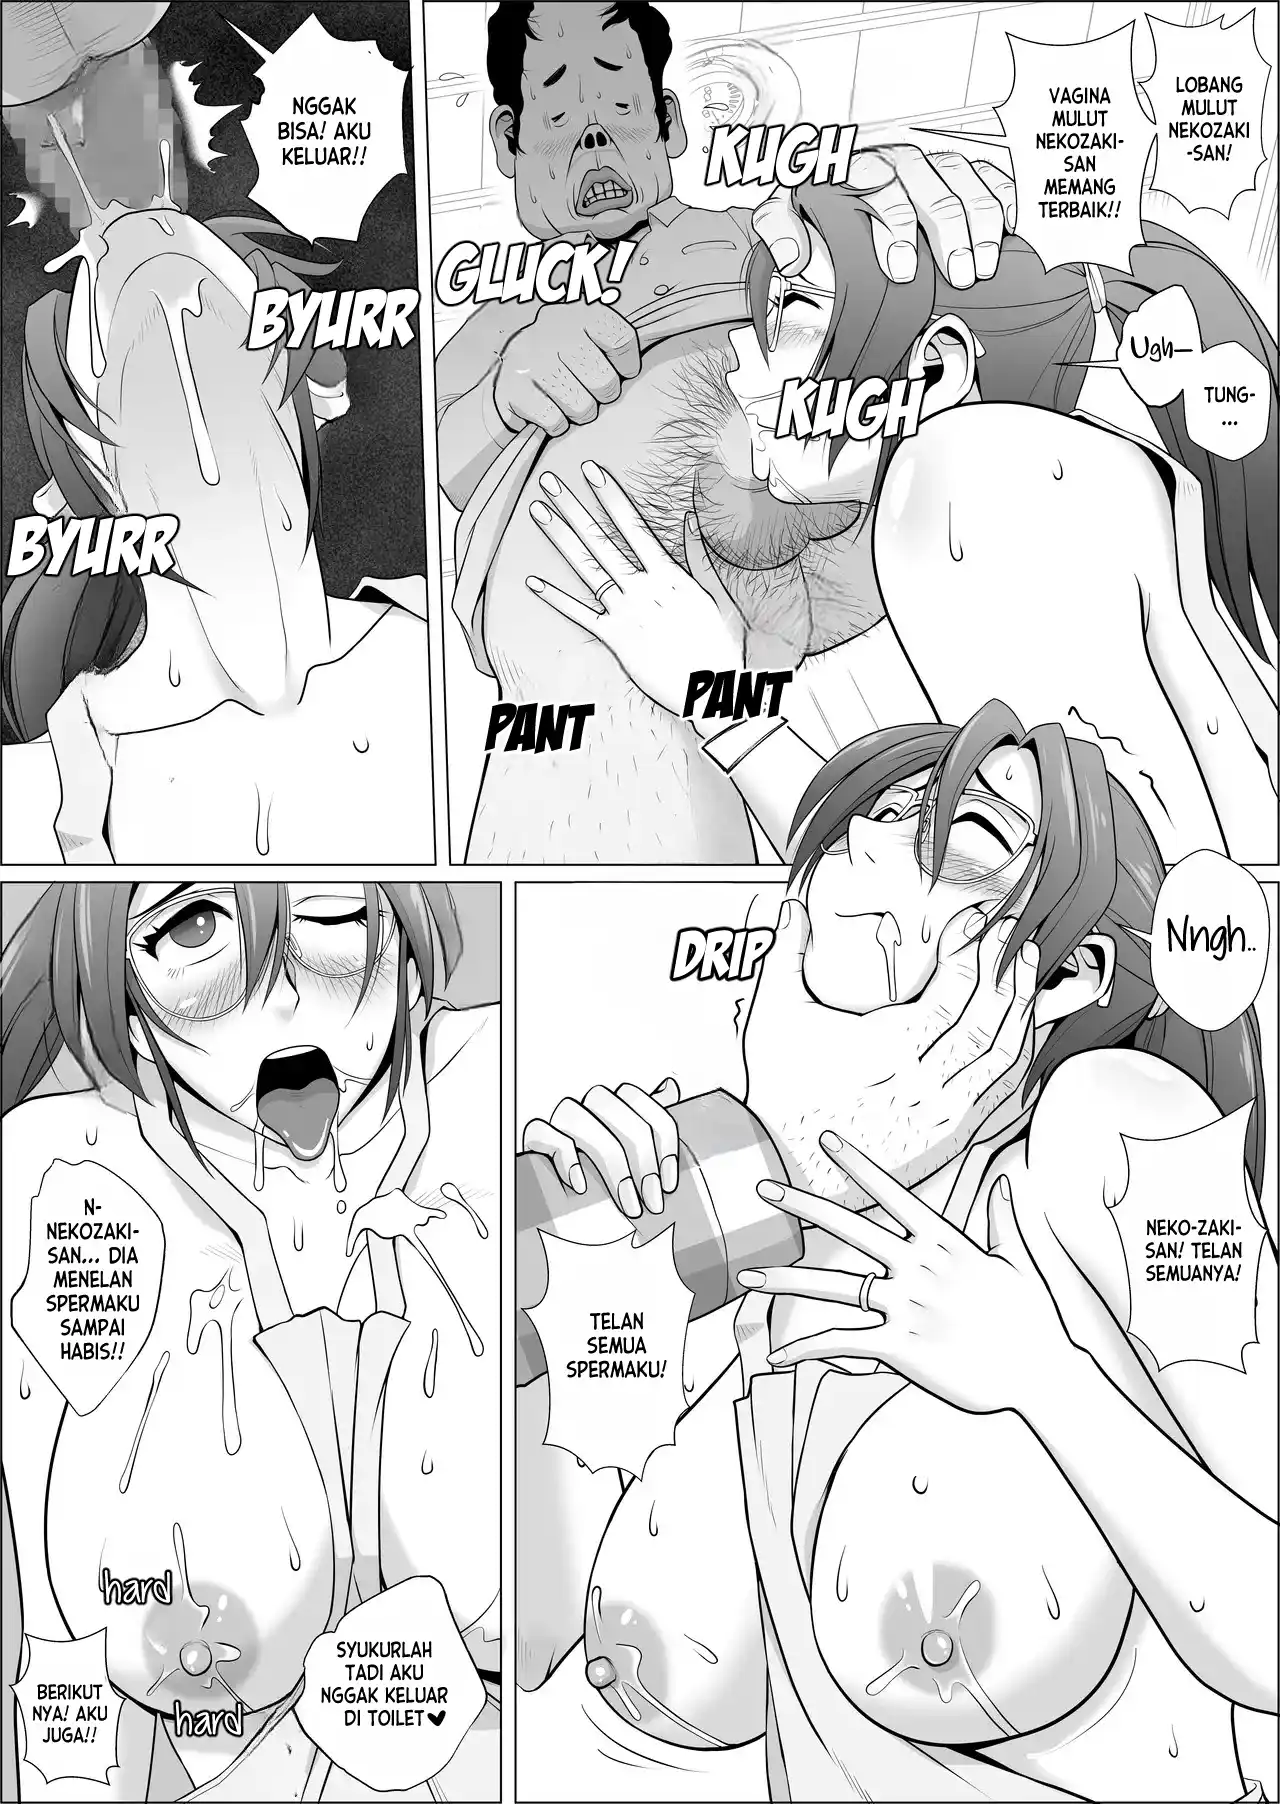 LOBANG
MULUT
NEKOZAKI
-SAN!
VAGINA
MULUT
NEKOZAKI-
SAN
MEMANG
TERBAIK!!
KUGH
KUGH
GLUCK!
Ugh—
TUNG-
...
PANT
PANT
NGGAK
BISA! AKU
KELUAR!!
BYURR
BYURR
Nngh..
DRIP
NEKO-ZAKI-
SAN! TELAN
SEMUANYA!
TELAN
SEMUA
SPERMAKU!
N-
NEKOZAKI-
SAN... DIA
MENELAN
SPERMAKU
SAMPAI
HABIS!!
hard
hard
SYUKURLAH
TADI AKU
NGGAK KELUAR
DI TOILET♥
BERIKUT
NYA! AKU
JUGA!!